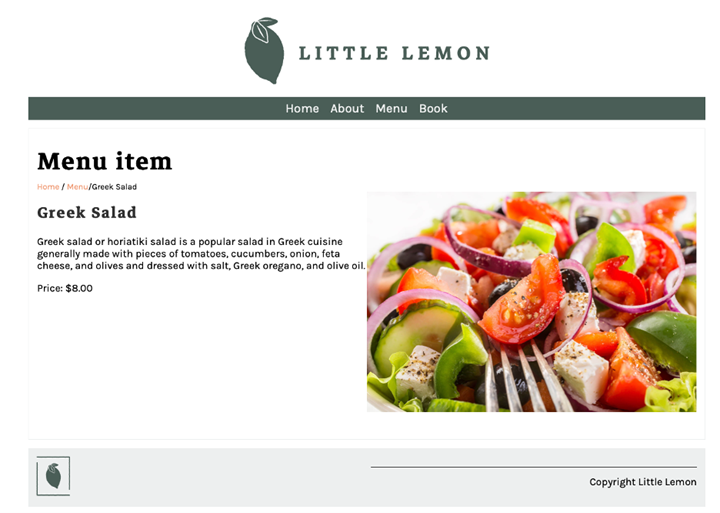 LITTLE LEMON
Home About Menu Book
Menu item
Home / Menu/Greek Salad
Greek Salad
Greek salad or horiatiki salad is a popular salad in Greek cuisine
generally made with pieces of tomatoes, cucumbers, onion, feta
cheese, and olives and dressed with salt, Greek oregano, and olive oil.
Price: $8.00
Copyright Little Lemon